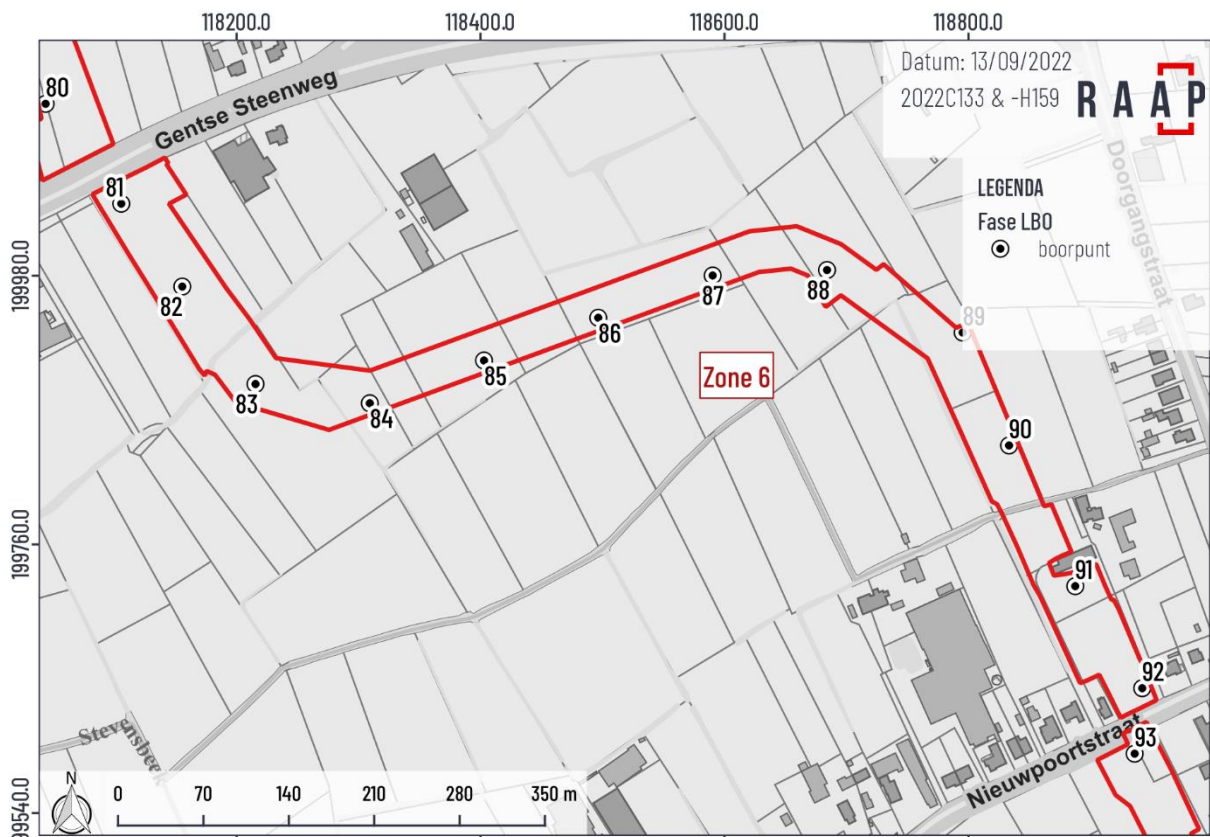 118200.0 118400.0 118600.0 118800.0
Datum: 13/09/2022
2022C133 & -H159
RAAP
80
Gentse Steenweg
Doorgangstraat
LEGENDA
Fase LBO
boorpunt
81
82
83
84
85
86
87
88
89
90
91
92
93
Zone 6
199980.0
199760.0
199540.0
Nieuwpoortstraat
N
0 70 140 210 280 350 m